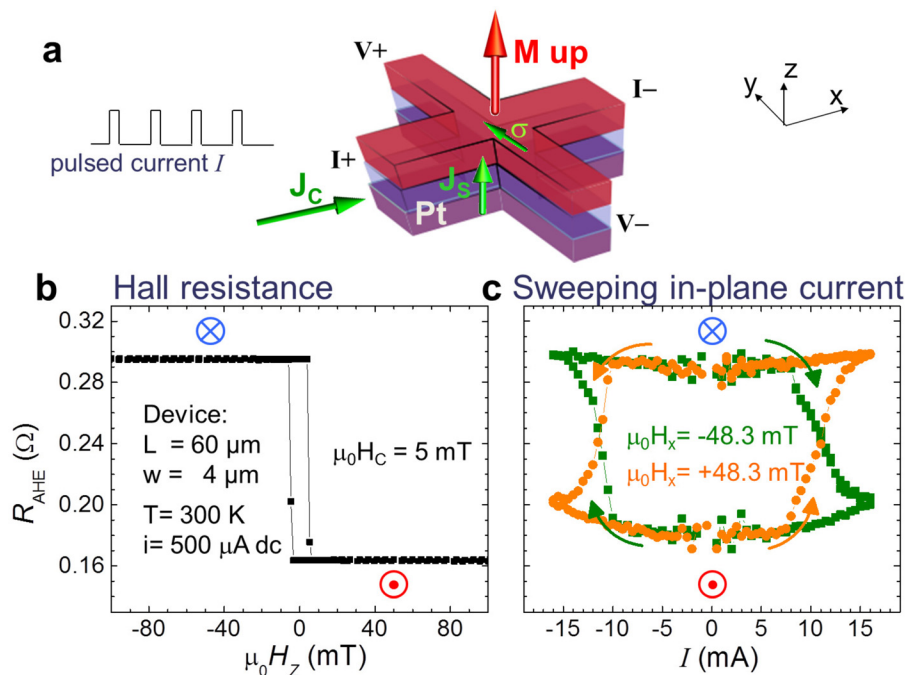 a
pulsed current I
V+
M up
I−
I+
σ
J_C
J_S
Pt
V−
y
z
x
b Hall resistance
R_AHE (Ω)
0.32
0.28
0.24
0.20
0.16
Device:
L = 60 µm
w = 4 µm
T= 300 K
i= 500 µA dc
µ₀H_C = 5 mT
-80 -40 0 40 80
µ₀H_Z (mT)
c Sweeping in-plane current
µ₀H_x= -48.3 mT
µ₀H_x= +48.3 mT
-15 -10 -5 0 5 10 15
I (mA)